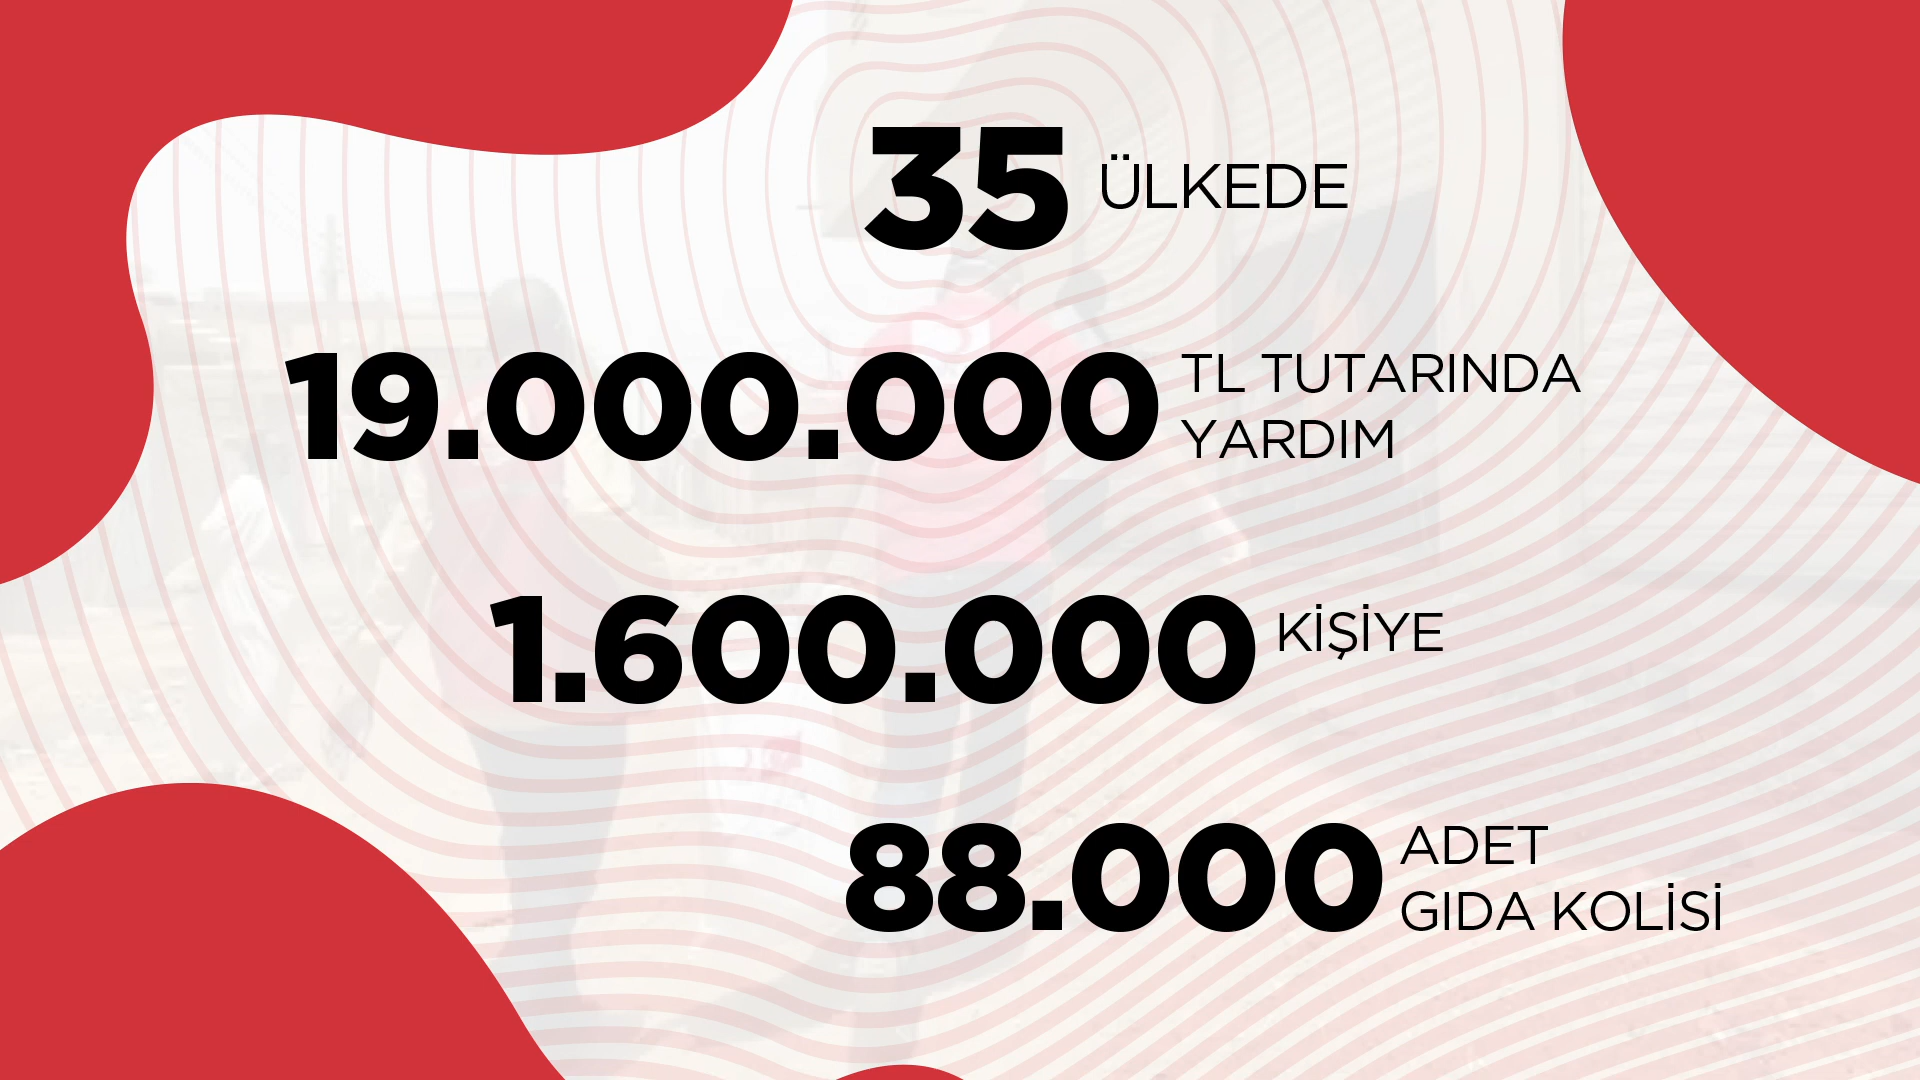 35 ÜLKEDE
19.000.000 TL TUTARINDA
YARDIM
1.600.000 KİŞİYE
88.000 ADET
GIDA KOLİSİ